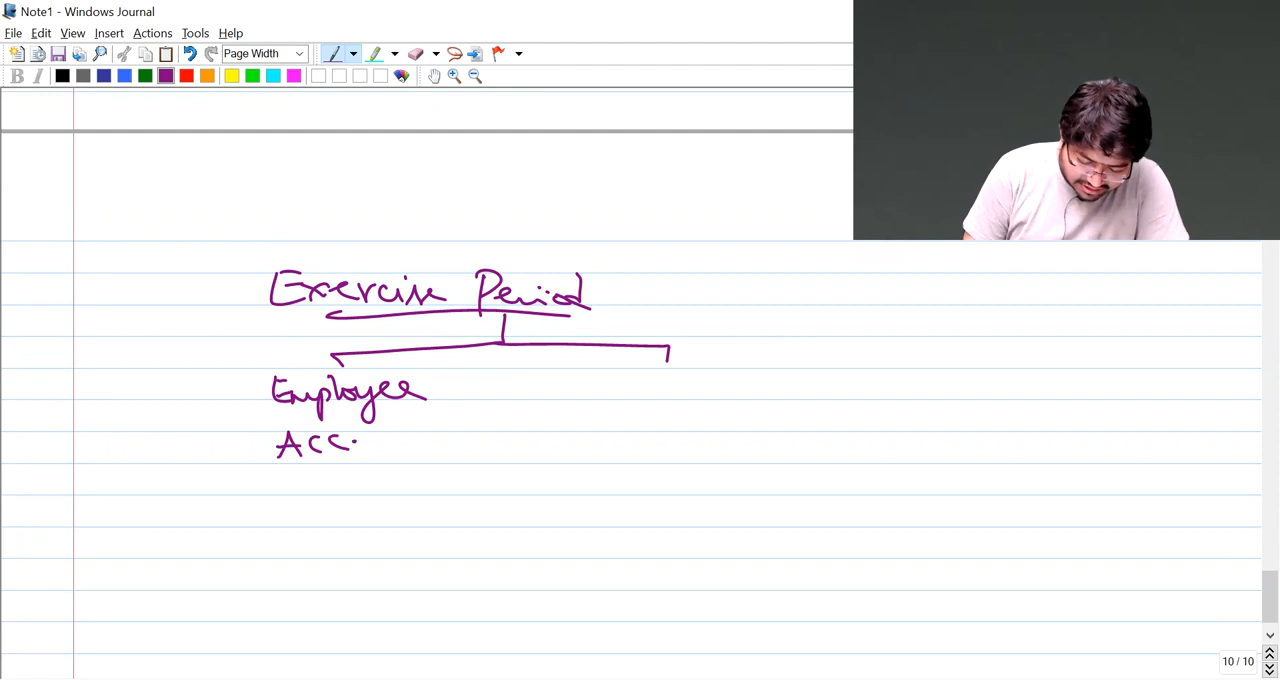 Note1 - Windows Journal
File Edit View Insert Actions Tools Help
Page Width
B I
Exercise Period
Employee
Acc.
10 / 10